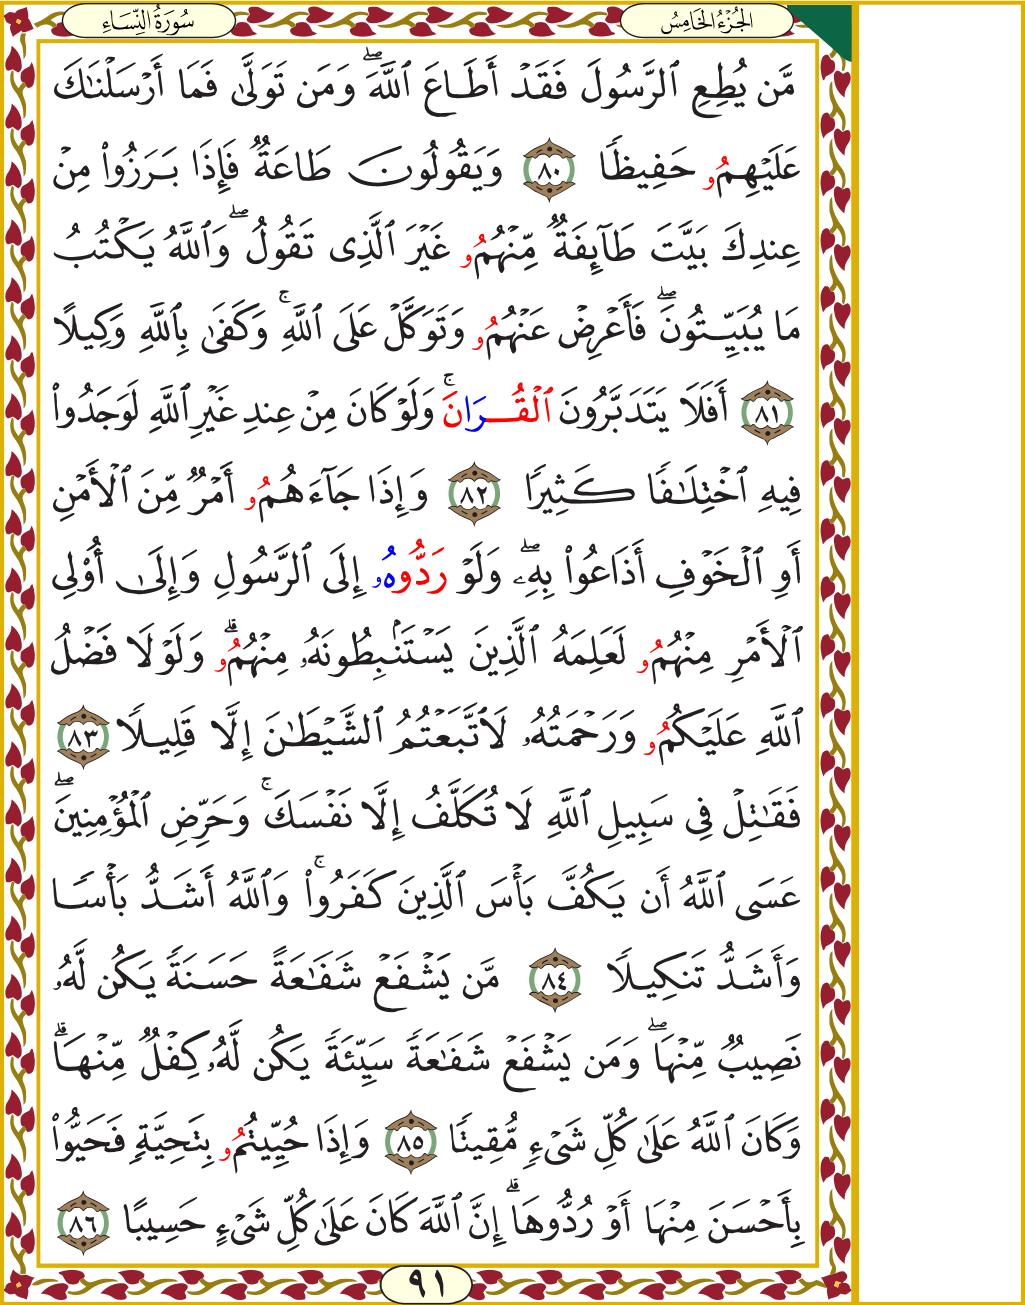 سُورَةُ النِّسَاءِ
الجُزْءُ الخَامِسُ
مَّن يُطِعِ ٱلرَّسُولَ فَقَدۡ أَطَاعَ ٱللَّهَۖ وَمَن تَوَلَّىٰ فَمَآ أَرۡسَلۡنَٰكَ
عَلَيۡهِمُۥ حَفِيظٗا ٨٠ وَيَقُولُونَ طَاعَةٞ فَإِذَا بَرَزُواْ مِنۡ
عِندِكَ بَيَّتَ طَآئِفَةٞ مِّنۡهُمُۥ غَيۡرَ ٱلَّذِي تَقُولُۖ وَٱللَّهُ يَكۡتُبُ
مَا يُبَيِّتُونَۖ فَأَعۡرِضۡ عَنۡهُمُۥ وَتَوَكَّلۡ عَلَى ٱللَّهِۚ وَكَفَىٰ بِٱللَّهِ وَكِيلًا
٨١ أَفَلَا يَتَدَبَّرُونَ ٱلۡقُرَانَۚ وَلَوۡ كَانَ مِنۡ عِندِ غَيۡرِ ٱللَّهِ لَوَجَدُواْ
فِيهِ ٱخۡتِلَٰفٗا كَثِيرٗا ٨٢ وَإِذَا جَآءَهُمُۥ أَمۡرٞ مِّنَ ٱلۡأَمۡنِ
أَوِ ٱلۡخَوۡفِ أَذَاعُواْ بِهِۦۖ وَلَوۡ رَدُّوهُۥ إِلَى ٱلرَّسُولِ وَإِلَىٰٓ أُوْلِي
ٱلۡأَمۡرِ مِنۡهُمُۥ لَعَلِمَهُ ٱلَّذِينَ يَسۡتَنۢبِطُونَهُۥ مِنۡهُمُۥۗ وَلَوۡلَا فَضۡلُ
ٱللَّهِ عَلَيۡكُمُۥ وَرَحۡمَتُهُۥ لَٱتَّبَعۡتُمُ ٱلشَّيۡطَٰنَ إِلَّا قَلِيلٗا ٨٣
فَقَٰتِلۡ فِي سَبِيلِ ٱللَّهِ لَا تُكَلَّفُ إِلَّا نَفۡسَكَۚ وَحَرِّضِ ٱلۡمُؤۡمِنِينَۖ
عَسَى ٱللَّهُ أَن يَكُفَّ بَأۡسَ ٱلَّذِينَ كَفَرُواْۚ وَٱللَّهُ أَشَدُّ بَأۡسٗا
وَأَشَدُّ تَنكِيلٗا ٨٤ مَّن يَشۡفَعۡ شَفَٰعَةً حَسَنَةٗ يَكُن لَّهُۥ
نَصِيبٞ مِّنۡهَاۖ وَمَن يَشۡفَعۡ شَفَٰعَةٗ سَيِّئَةٗ يَكُن لَّهُۥ كِفۡلٞ مِّنۡهَاۗ
وَكَانَ ٱللَّهُ عَلَىٰ كُلِّ شَيۡءٖ مُّقِيتٗا ٨٥ وَإِذَا حُيِّيتُمُۥ بِتَحِيَّةٖ فَحَيُّواْ
بِأَحۡسَنَ مِنۡهَآ أَوۡ رُدُّوهَآۗ إِنَّ ٱللَّهَ كَانَ عَلَىٰ كُلِّ شَيۡءٍ حَسِيبًا ٨٦
٩١